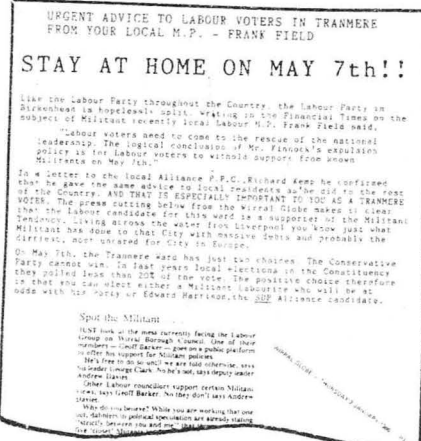 URGENT ADVICE TO LABOUR VOTERS IN TRANMERE
FROM YOUR LOCAL M.P. - FRANK FIELD
STAY AT HOME ON MAY 7th!!
Like the Labour Party throughout the Country, the Labour Party in
Birkenhead is hopelessly split. Writing in the Financial Times on the
subject of Militant recently local Labour M.P. Frank Field said,
"Labour voters need to come to the rescue of the national
leadership. The logical conclusion of Mr. Kinnock's expulsion
policy is for Labour voters to withold support from known
Militants on May 7th."
In a letter to the local Alliance P.P.C. Richard Kemp he confirmed
that he gave the same advice to local residents as he did to the rest
of the Country. AND THAT IS ESPECIALLY IMPORTANT TO YOU AS A TRANMERE
VOTER. The press cutting below from the Wirral Globe makes it clear
that the Labour candidate for this ward is a supporter of the Militant
Tendency. Living across the water from Liverpool you know just what
Militant has done to that City with massive debts and probably the
dirtiest, most uncared for City in Europe.
On May 7th, the Tranmere Ward has just two choices. The Conservative
Party cannot win. In last years local elections in the Constituency
they polled less than 20% of the vote. The positive choice therefore
is that you can elect either a Militant Labourite who will be at
odds with his Party or Edward Harrison, the SDP Alliance candidate.
Spot the Militant
JUST look at the mess currently facing the Labour
Group on Wirral Borough Council. One of their
members — Geoff Barker — goes on a public platform
to offer his support for Militant policies.
He's free to do so until we are told otherwise, says
leader George Clark. No he's not, says deputy leader
Andrew Davies.
Other Labour councillors support certain Militant
views, says Geoff Barker. No they don't says Andrew
Davies.
Why do you believe? While you are working that one
out, dabblers in political speculation are already stating
"strictly between you and me" that
five 'closet' Militants
WIRRAL GLOBE - THURSDAY